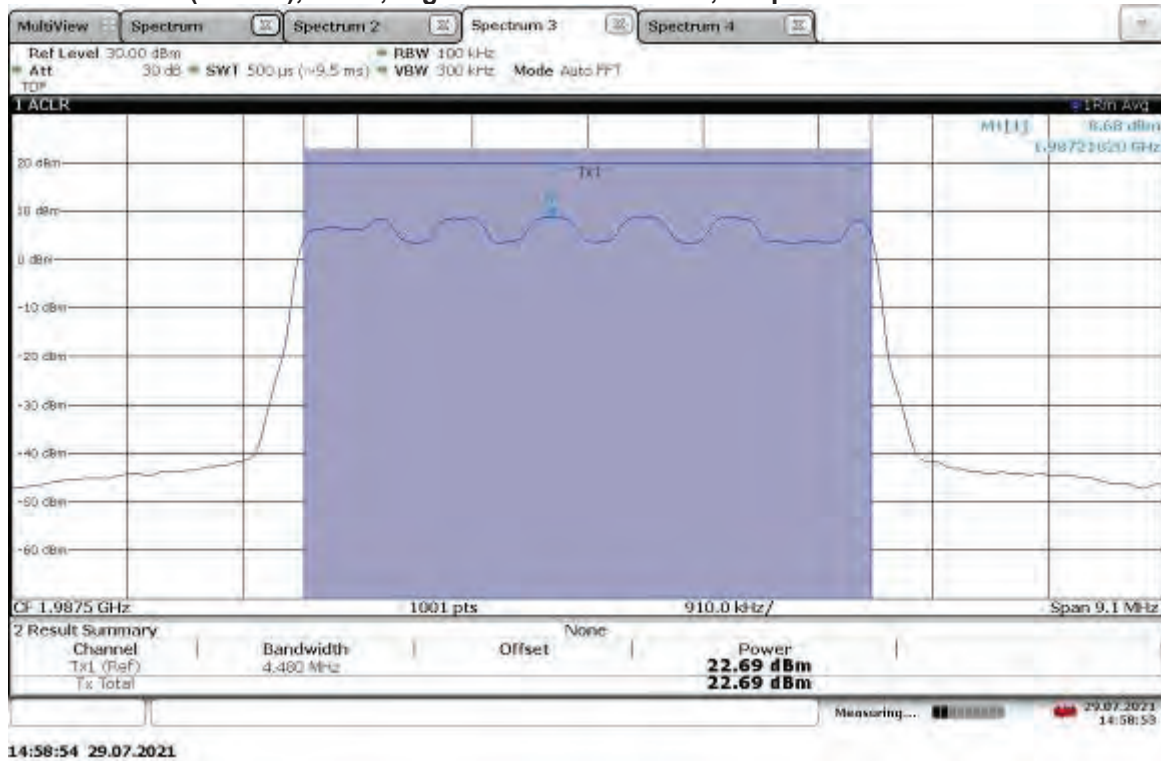 MultiView Spectrum Spectrum 2 Spectrum 3 Spectrum 4
Ref Level 30.00 dBm RBW 100 kHz
Att 30 dB SWT 500 µs (~9.5 ms) VBW 300 kHz Mode Auto FFT
TDF
1 ACLR 1Rm Avg
M1[1] 8.68 dBm
1.98721820 GHz
20 dBm
Tx1
10 dBm
0 dBm
-10 dBm
-20 dBm
-30 dBm
-40 dBm
-50 dBm
-60 dBm
CF 1.9875 GHz 1001 pts 910.0 kHz/ Span 9.1 MHz
2 Result Summary None
Channel Bandwidth Offset Power
Tx1 (Ref) 4.480 MHz 22.69 dBm
Tx Total 22.69 dBm
Measuring... 29.07.2021
14:58:53
14:58:54 29.07.2021